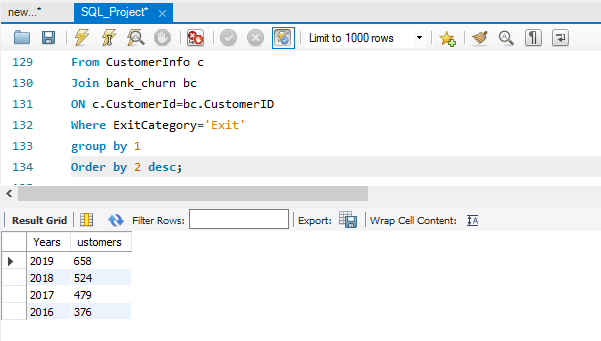 new...* SQL_Project*
Limit to 1000 rows
129 From CustomerInfo c
130 Join bank_churn bc
131 ON c.CustomerId=bc.CustomerID
132 Where ExitCategory='Exit'
133 group by 1
134 Order by 2 desc;
Result Grid Filter Rows: Export: Wrap Cell Content:
Years ustomers
2019 658
2018 524
2017 479
2016 376